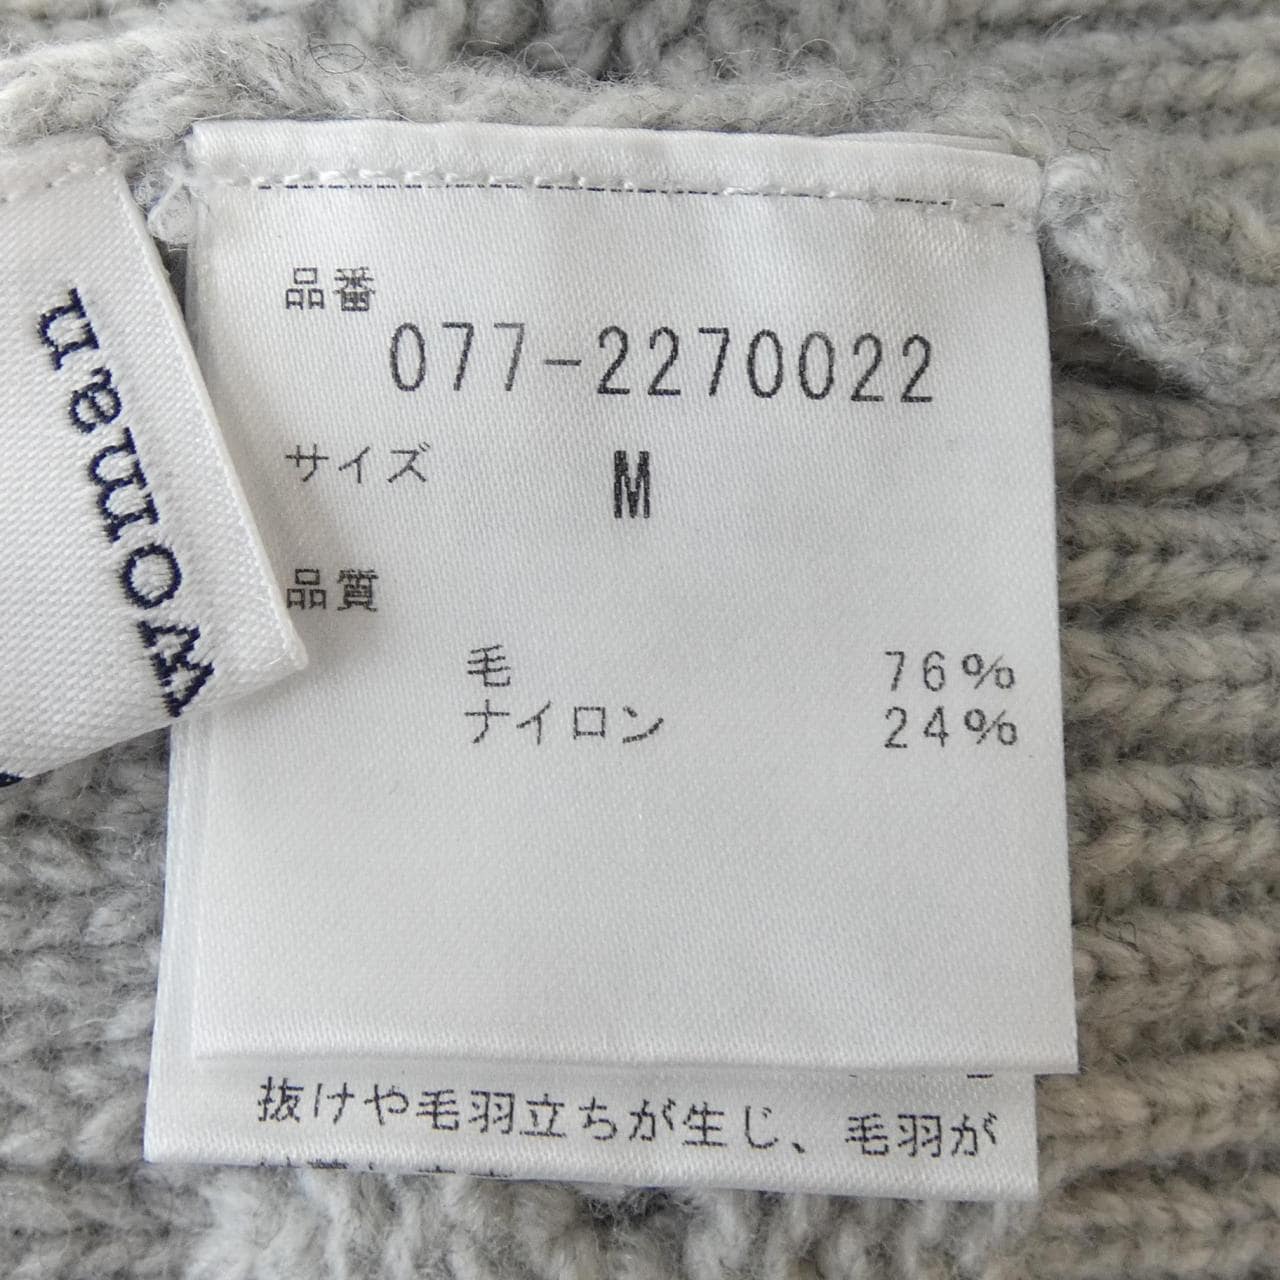 woman
品番
077-2270022
サイズ M
品質
毛 76%
ナイロン 24%
抜けや毛羽立ちが生じ、毛羽が